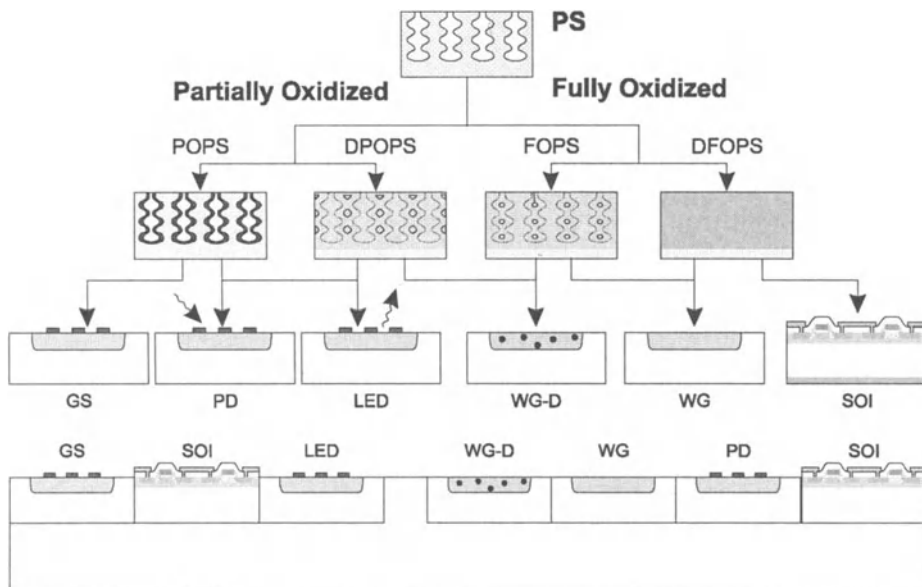 PS
Partially Oxidized Fully Oxidized
POPS DPOPS FOPS DFOPS
GS PD LED WG-D WG SOI
GS SOI LED WG-D WG PD SOI